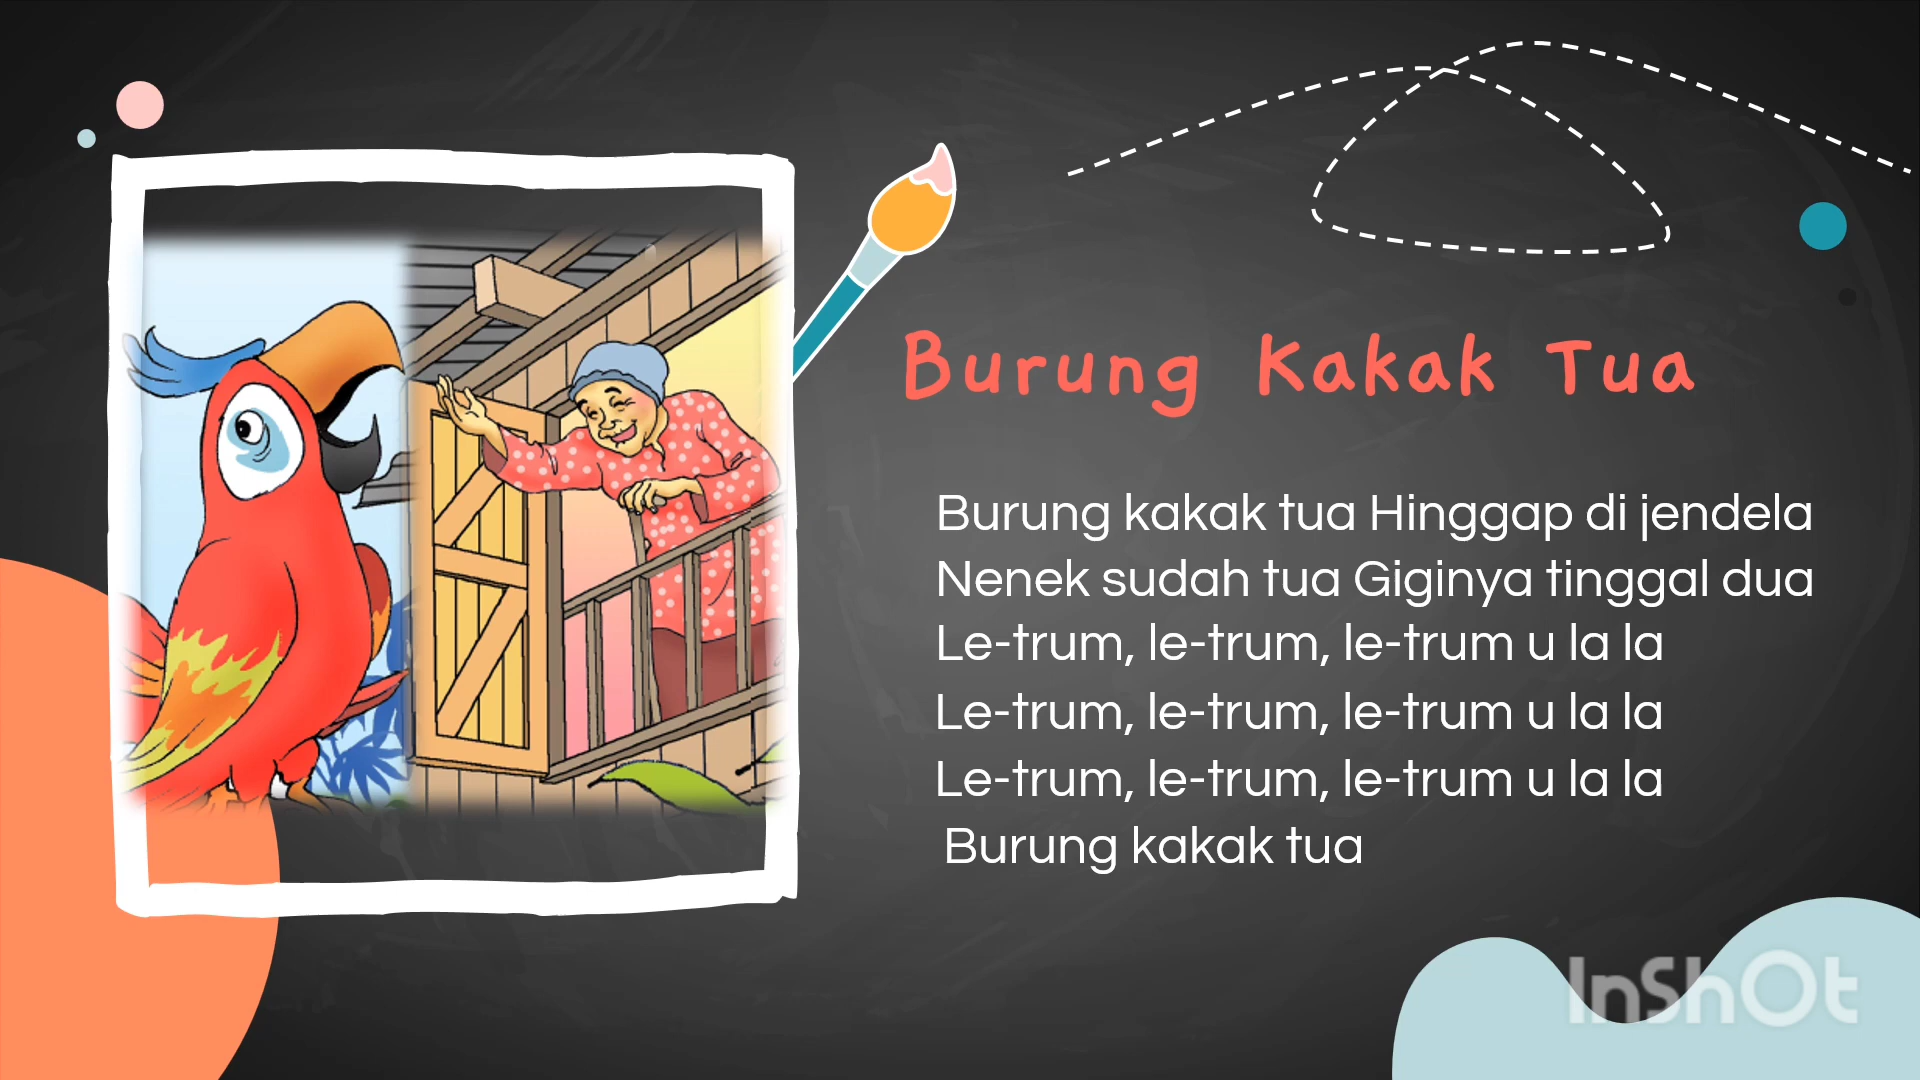 Burung Kakak Tua
Burung kakak tua Hinggap di jendela
Nenek sudah tua Giginya tinggal dua
Le-trum, le-trum, le-trum u la la
Le-trum, le-trum, le-trum u la la
Le-trum, le-trum, le-trum u la la
Burung kakak tua
InShOt